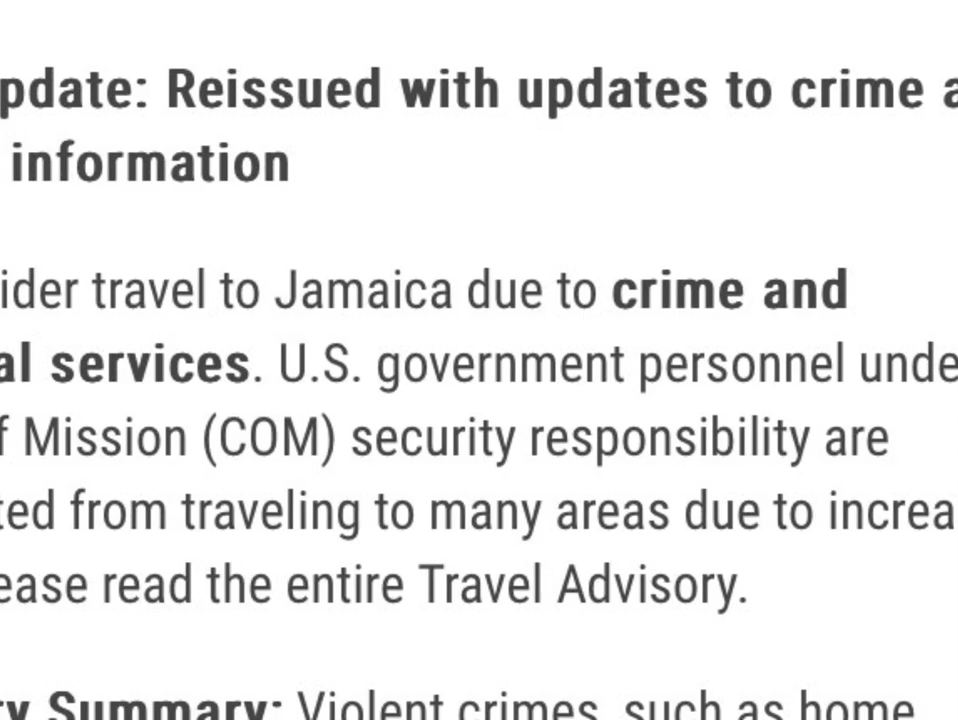 pdate: Reissued with updates to crime a
information
ider travel to Jamaica due to crime and
al services. U.S. government personnel unde
f Mission (COM) security responsibility are
ted from traveling to many areas due to increa
ease read the entire Travel Advisory.
ry Summary: Violent crimes, such as home